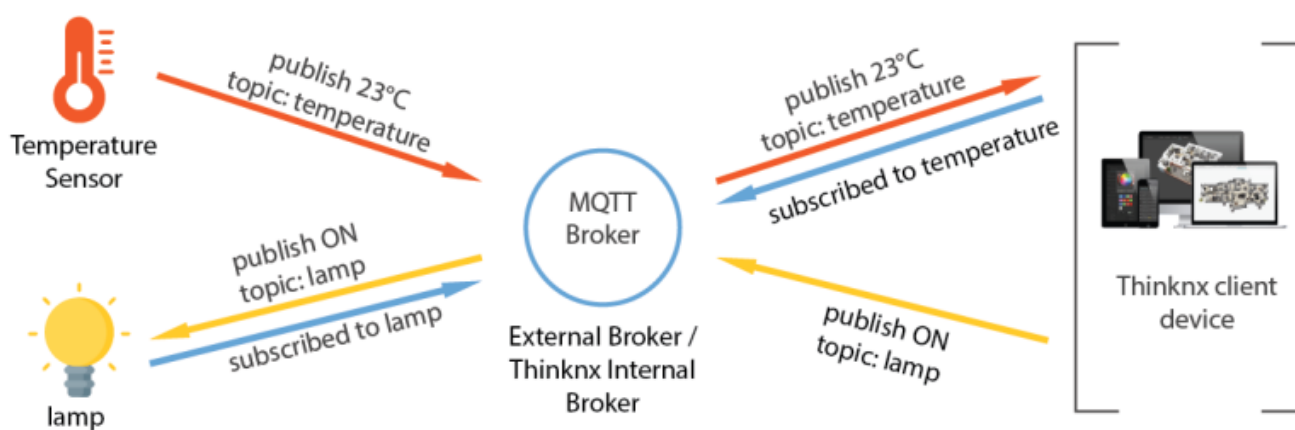 publish 23°C
topic: temperature
Temperature
Sensor
publish 23°C
topic: temperature
subscribed to temperature
MQTT
Broker
publish ON
topic: lamp
subscribed to lamp
lamp
External Broker /
Thinknx Internal
Broker
publish ON
topic: lamp
Thinknx client
device